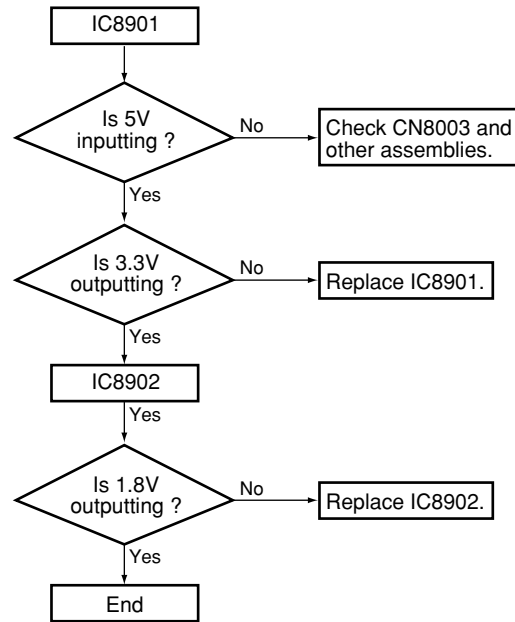 IC8901
Is 5V
inputting ?
No
Check CN8003 and
other assemblies.
Yes
Is 3.3V
outputting ?
No
Replace IC8901.
Yes
IC8902
Yes
Is 1.8V
outputting ?
No
Replace IC8902.
Yes
End